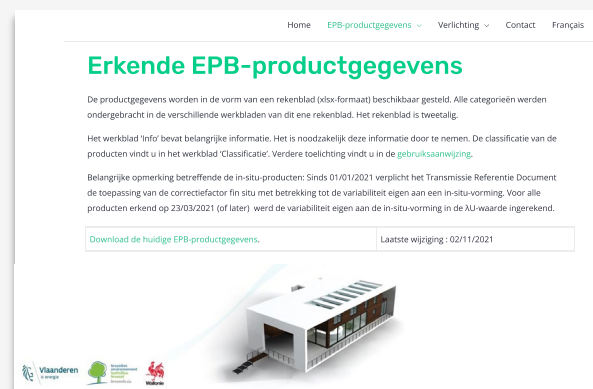 Home EPB-productgegevens Verlichting Contact Français
Erkende EPB-productgegevens
De productgegevens worden in de vorm van een rekenblad (xlsx-formaat) beschikbaar gesteld. Alle categorieën werden
ondergebracht in de verschillende werkbladen van dit ene rekenblad. Het rekenblad is tweetalig.
Het werkblad 'Info' bevat belangrijke informatie. Het is noodzakelijk deze informatie door te nemen. De classificatie van de
producten vindt u in het werkblad 'Classificatie'. Verdere toelichting vindt u in de gebruiksaanwijzing.
Belangrijke opmerking betreffende de in-situ-producten: Sinds 01/01/2021 verplicht het Transmissie Referentie Document
de toepassing van de correctiefactor fin situ met betrekking tot de variabiliteit eigen aan een in-situ-vorming. Voor alle
producten erkend op 23/03/2021 (of later) werd de variabiliteit eigen aan de in-situ-vorming in de λU-waarde ingerekend.
Download de huidige EPB-productgegevens. Laatste wijziging : 02/11/2021
Vlaanderen
is energie
Wallonie